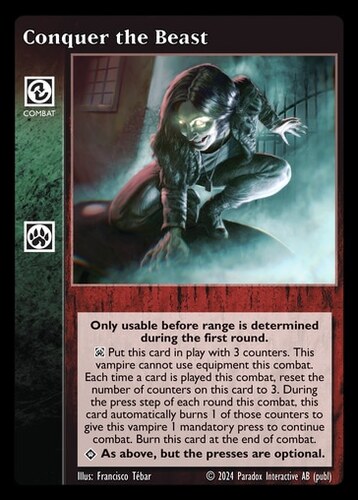 Conquer the Beast
COMBAT
Only usable before range is determined
during the first round.
Put this card in play with 3 counters. This
vampire cannot use equipment this combat.
Each time a card is played this combat, reset
the number of counters on this card to 3. During
the press step of each round this combat, this
card automatically burns 1 of those counters to
give this vampire 1 mandatory press to continue
combat. Burn this card at the end of combat.
As above, but the presses are optional.
Illus: Francisco Tébar © 2024 Paradox Interactive AB (publ)